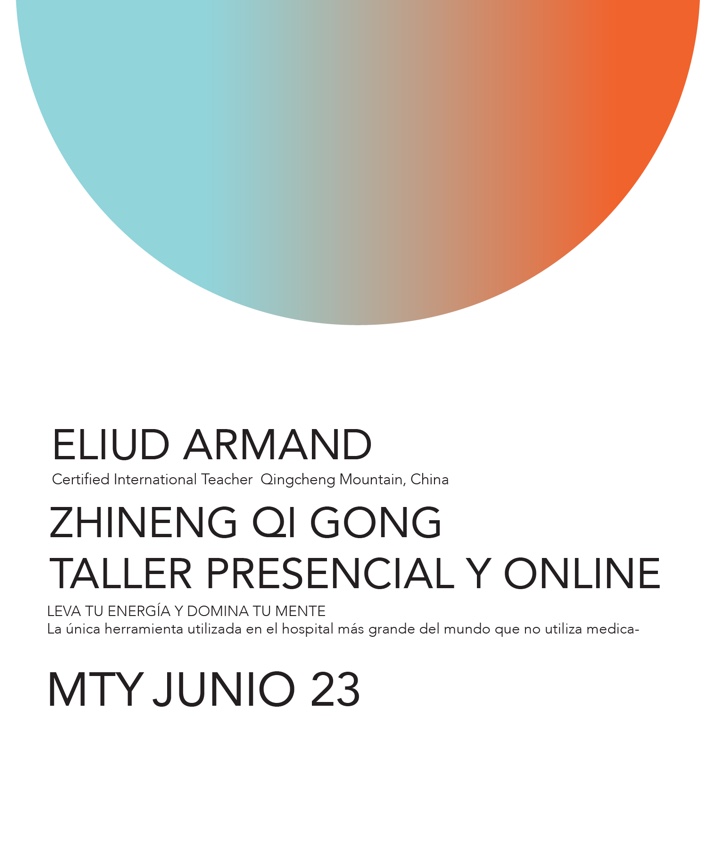 ELIUD ARMAND
Certified International Teacher  Qingcheng Mountain, China
ZHINENG QI GONG
TALLER PRESENCIAL Y ONLINE
LEVA TU ENERGÍA Y DOMINA TU MENTE
La única herramienta utilizada en el hospital más grande del mundo que no utiliza medica-
MTY JUNIO 23